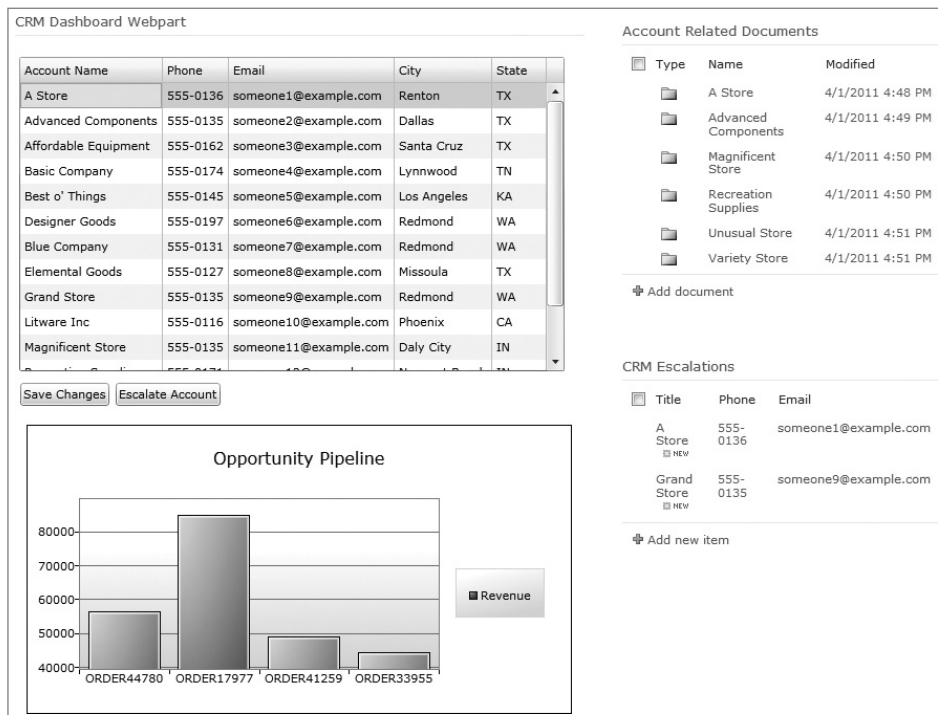 CRM Dashboard Webpart
Account Name Phone Email City State
A Store 555-0136 someone1@example.com Renton TX
Advanced Components 555-0135 someone2@example.com Dallas TX
Affordable Equipment 555-0162 someone3@example.com Santa Cruz TX
Basic Company 555-0174 someone4@example.com Lynnwood TN
Best o' Things 555-0145 someone5@example.com Los Angeles KA
Designer Goods 555-0197 someone6@example.com Redmond WA
Blue Company 555-0131 someone7@example.com Redmond WA
Elemental Goods 555-0127 someone8@example.com Missoula TX
Grand Store 555-0135 someone9@example.com Redmond WA
Litware Inc 555-0116 someone10@example.com Phoenix CA
Magnificent Store 555-0135 someone11@example.com Daly City IN
Save Changes Escalate Account
Opportunity Pipeline
80000
70000
60000
50000
40000
ORDER44780 ORDER17977 ORDER41259 ORDER33955
Revenue
Account Related Documents
Type Name Modified
A Store 4/1/2011 4:48 PM
Advanced 4/1/2011 4:49 PM
Components
Magnificent 4/1/2011 4:50 PM
Store
Recreation 4/1/2011 4:50 PM
Supplies
Unusual Store 4/1/2011 4:51 PM
Variety Store 4/1/2011 4:51 PM
Add document
CRM Escalations
Title Phone Email
A 555- someone1@example.com
Store 0136
NEW
Grand 555- someone9@example.com
Store 0135
NEW
Add new item